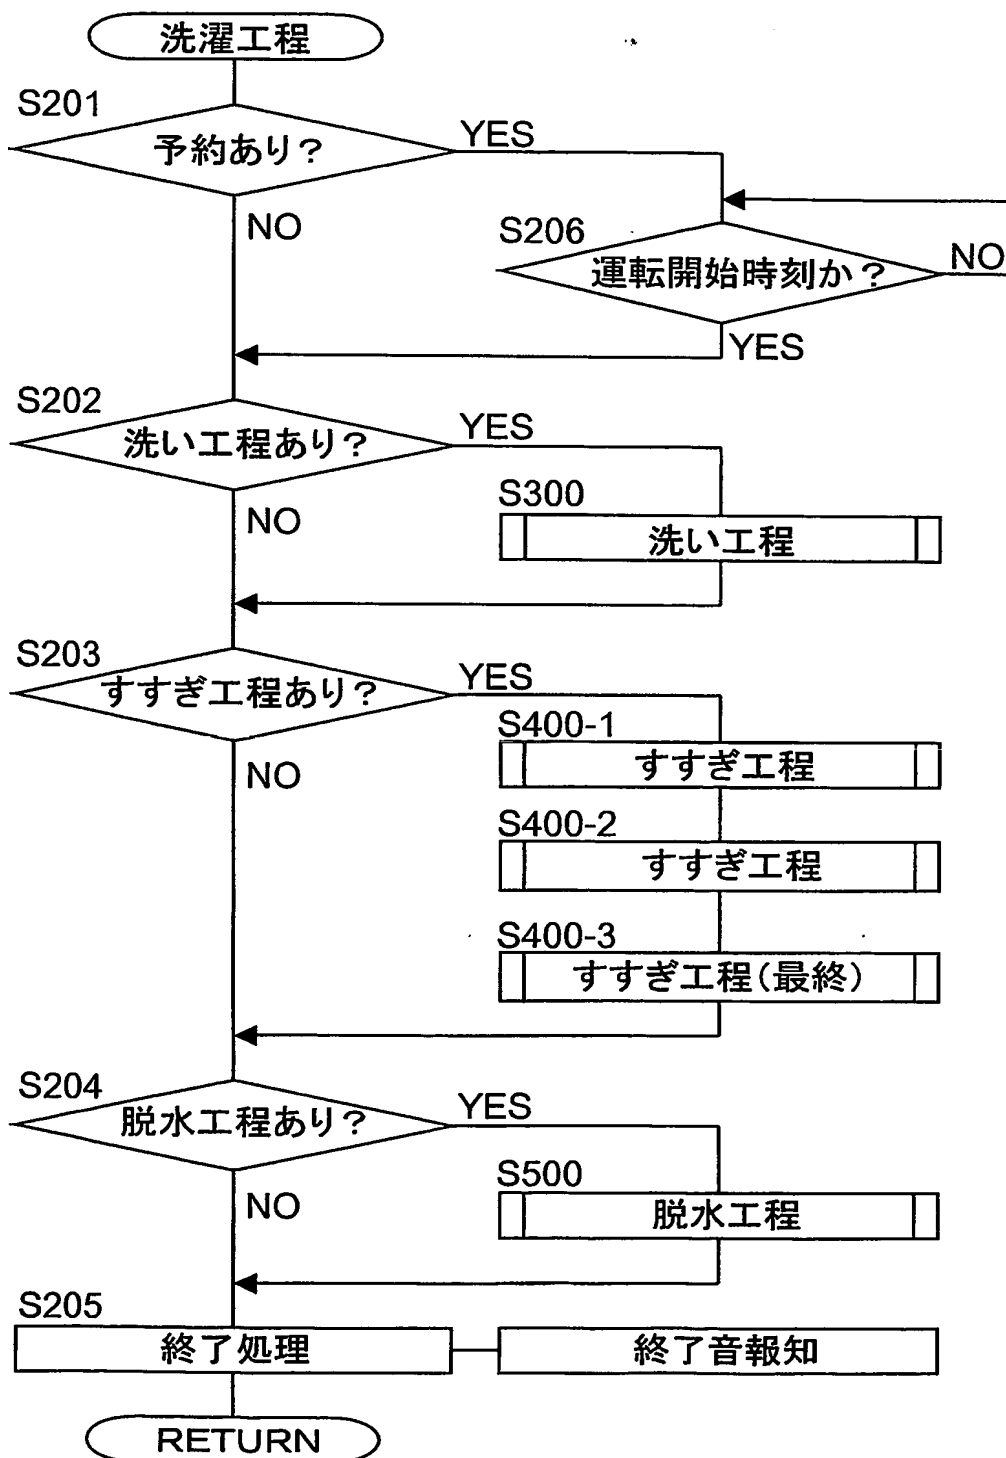 洗濯工程
S201
予約あり？
YES
NO
S206
運転開始時刻か？
NO
YES
S202
洗い工程あり？
YES
NO
S300
洗い工程
S203
すすぎ工程あり？
YES
NO
S400-1
すすぎ工程
S400-2
すすぎ工程
S400-3
すすぎ工程（最終）
S204
脱水工程あり？
YES
NO
S500
脱水工程
S205
終了処理
終了音報知
RETURN